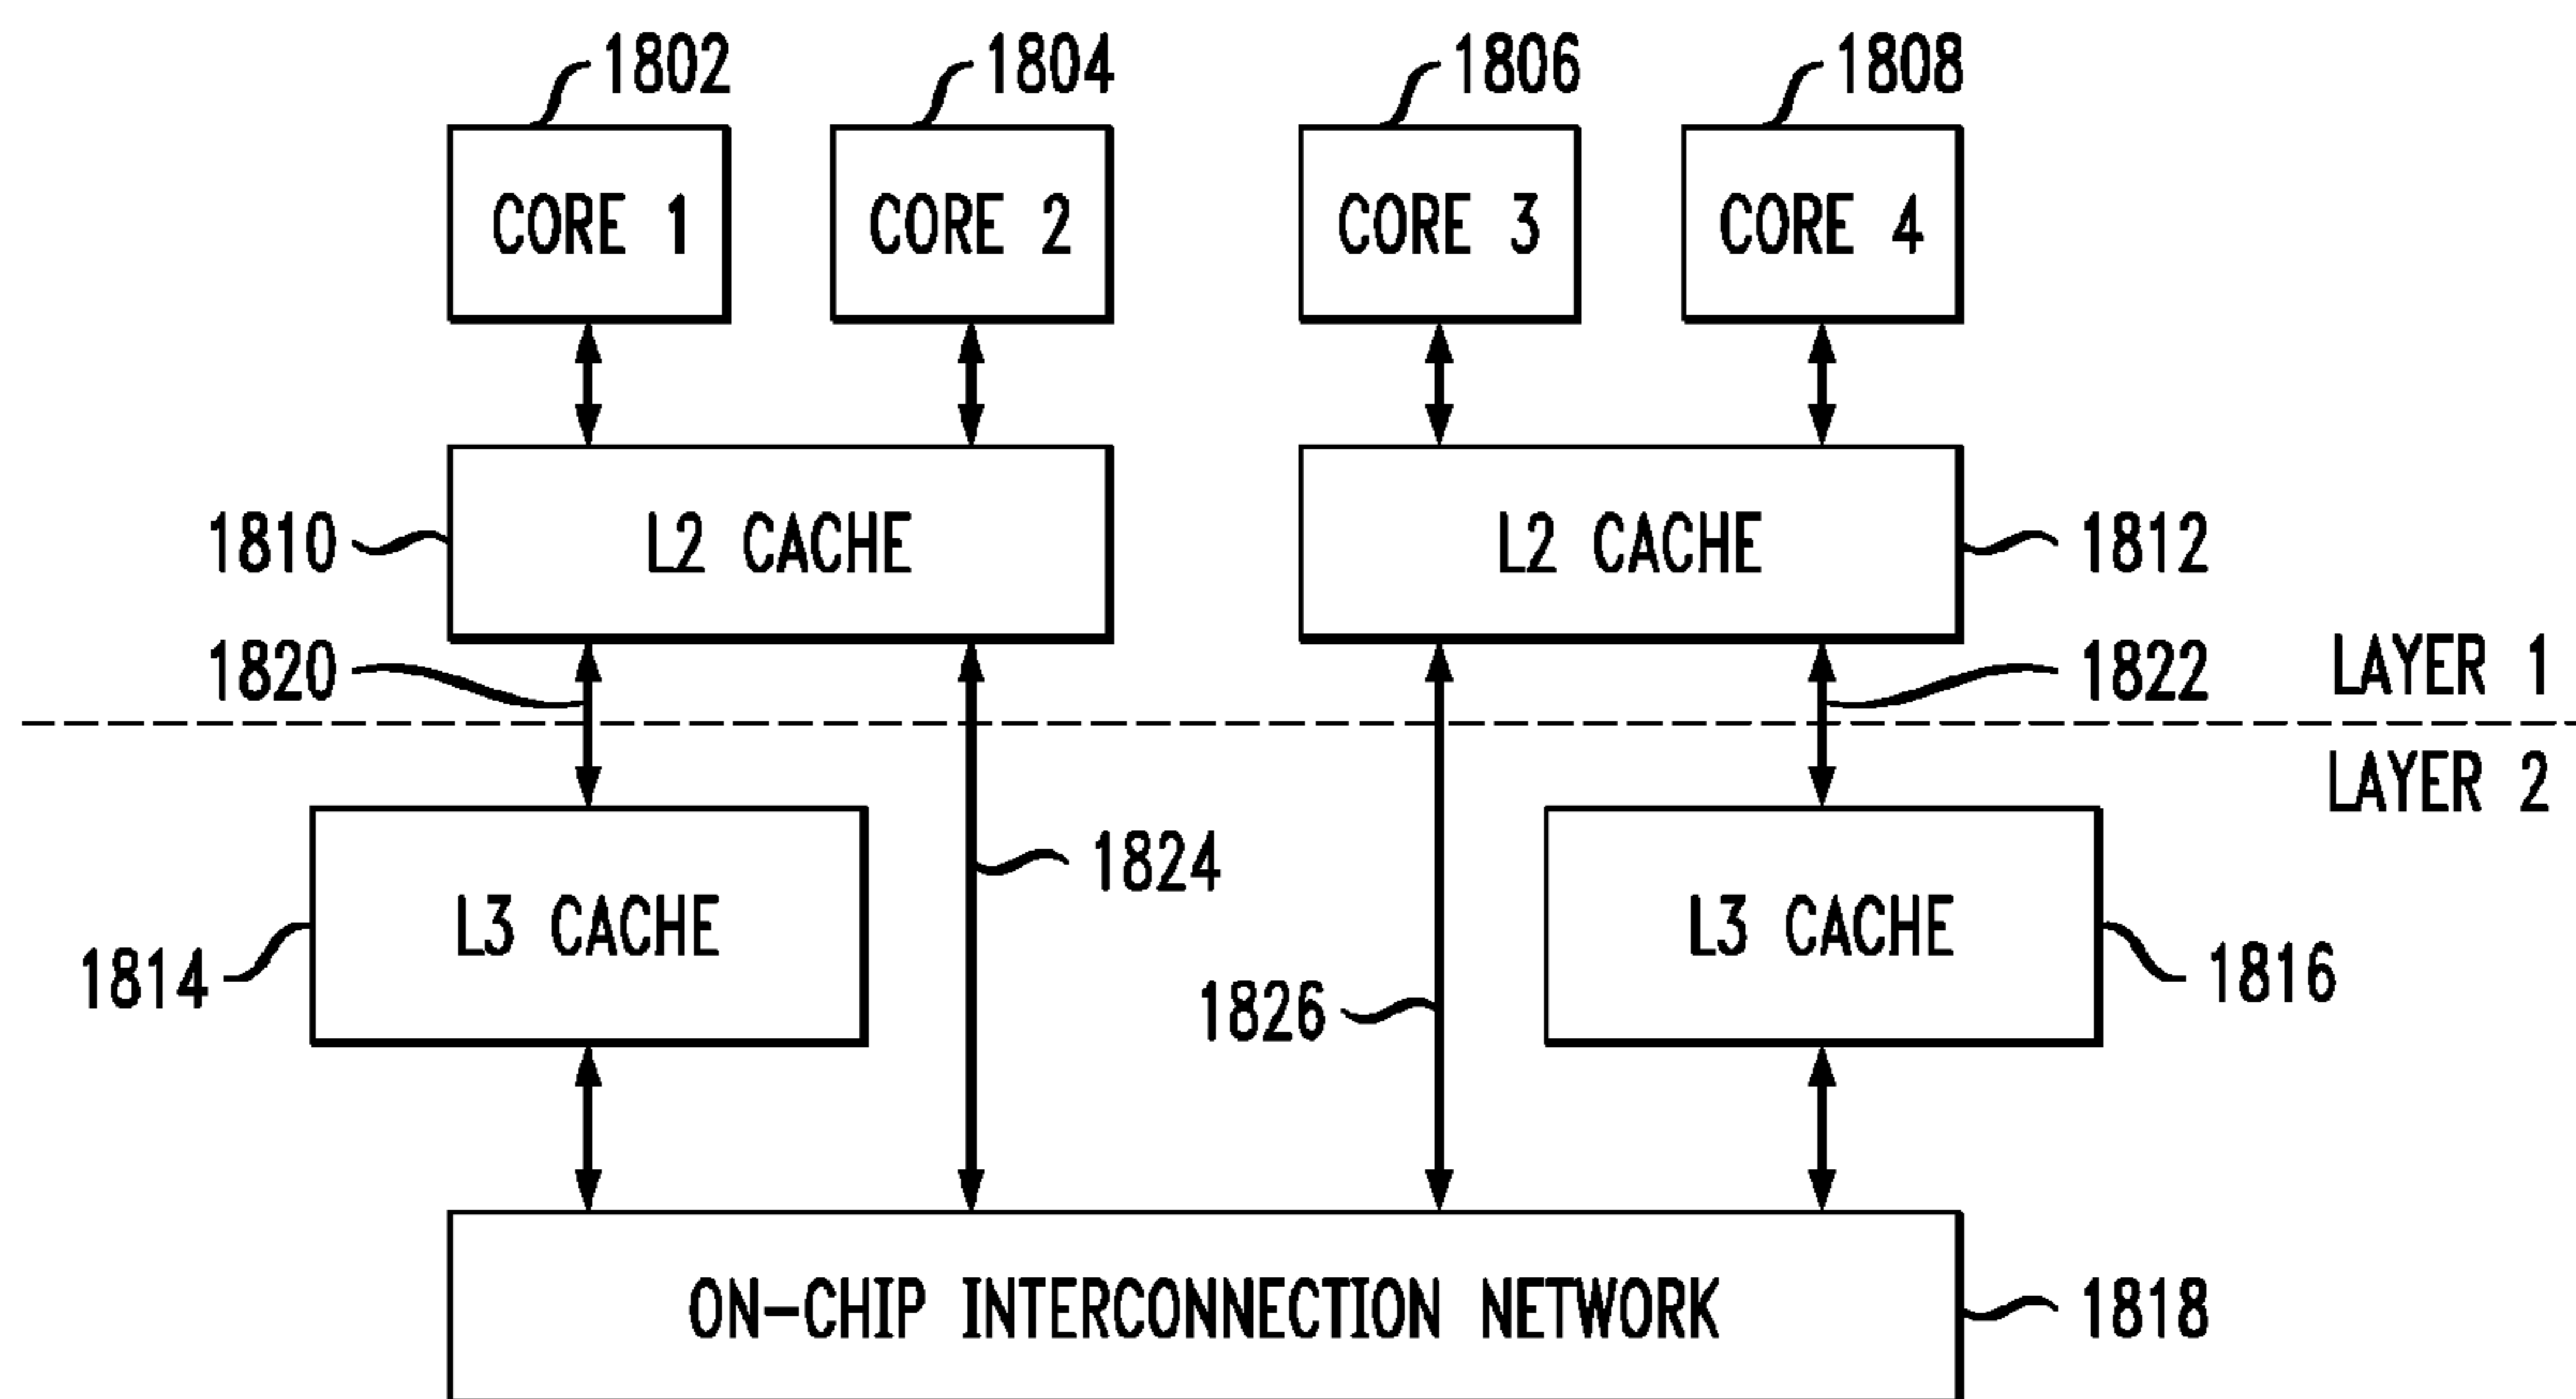 1802
1804
1806
1808
CORE 1
CORE 2
CORE 3
CORE 4
1810
L2 CACHE
L2 CACHE
1812
1820
1822
LAYER 1
LAYER 2
1824
1814
L3 CACHE
1826
L3 CACHE
1816
ON-CHIP INTERCONNECTION NETWORK
1818